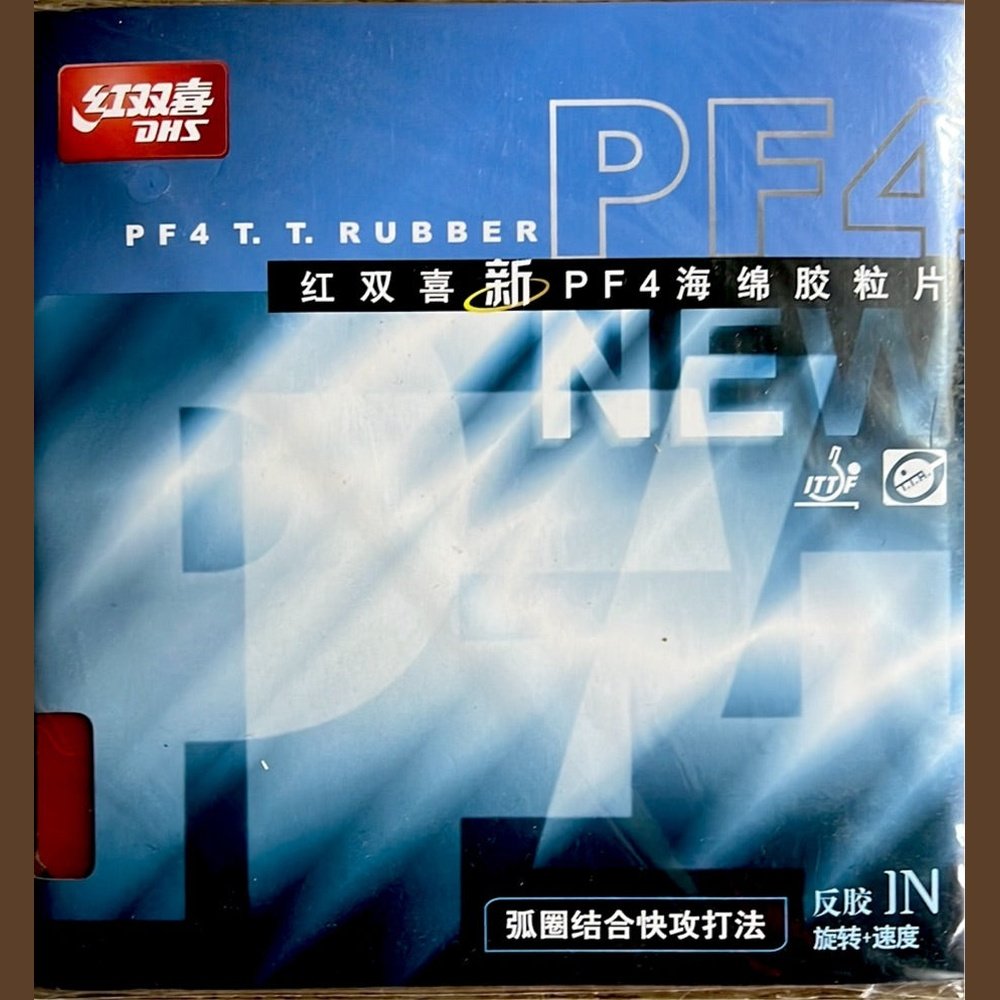 红双喜
DHS
PF4
PF4 T. T. RUBBER
红双喜新PF4海绵胶粒片
NEW
ITTF
PF4
反胶 IN
弧圈结合快攻打法
旋转+速度